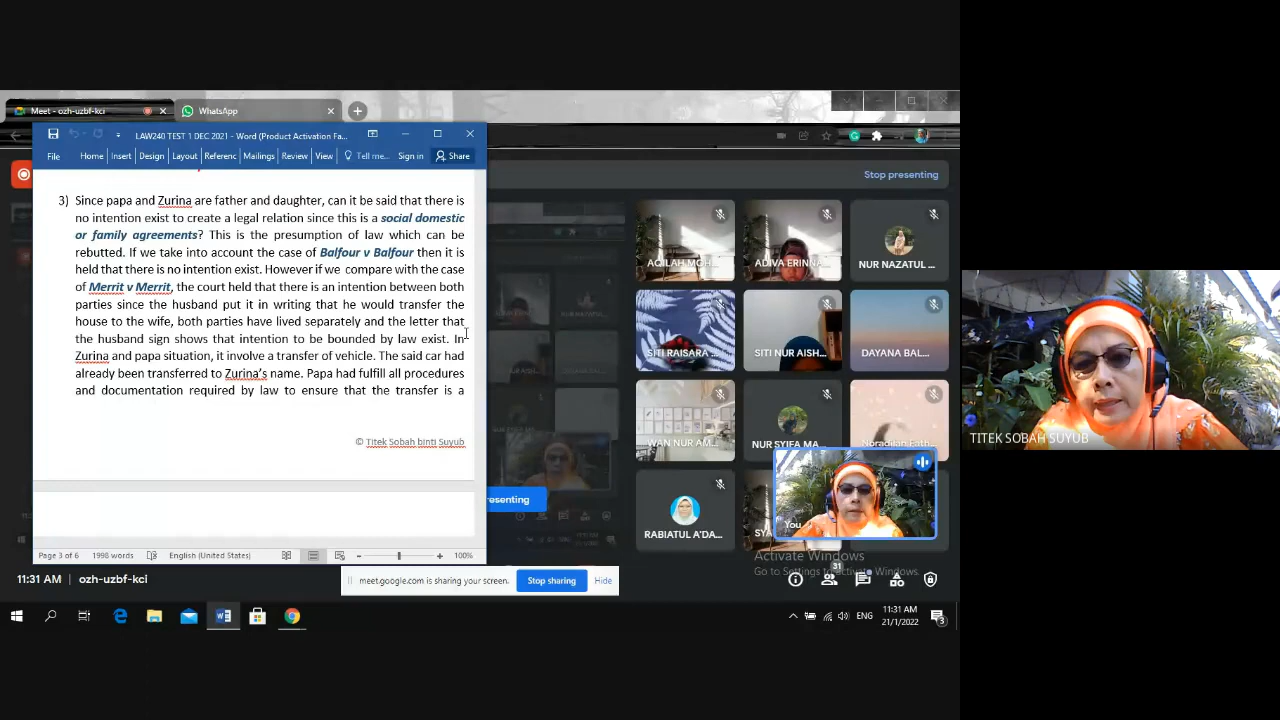 Meet - ozh-uzbf-kci
WhatsApp
LAW240 TEST 1 DEC 2021 - Word (Product Activation Fa...
File Home Insert Design Layout Referenc Mailings Review View Tell me... Sign in Share
Stop presenting
3) Since papa and Zurina are father and daughter, can it be said that there is
no intention exist to create a legal relation since this is a social domestic
or family agreements? This is the presumption of law which can be
rebutted. If we take into account the case of Balfour v Balfour then it is
held that there is no intention exist. However if we compare with the case
of Merrit v Merrit, the court held that there is an intention between both
parties since the husband put it in writing that he would transfer the
house to the wife, both parties have lived separately and the letter that
the husband sign shows that intention to be bounded by law exist. In
Zurina and papa situation, it involve a transfer of vehicle. The said car had
already been transferred to Zurina's name. Papa had fulfill all procedures
and documentation required by law to ensure that the transfer is a
© Titek Sobah binti Suyub
Page 3 of 6 1998 words English (United States) 100%
AQILAH MOH...
ADIVA ERINNA...
NUR NAZATUL ...
SITI RAISARA ...
SITI NUR AISH...
DAYANA BAL...
WAN NUR AM...
NUR SYIFA MA...
RABIATUL A'DA...
You
TITEK SOBAH SUYUB
esenting
Activate Windows
Go to Settings to activate Windows.
31
11:31 AM | ozh-uzbf-kci
meet.google.com is sharing your screen.
Stop sharing
Hide
ENG
11:31 AM
21/1/2022
3